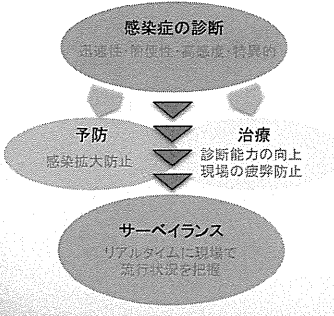 感染症の診断
迅速性・簡便性・高感度・特異的
予防
感染拡大防止
治療
診断能力の向上
現場の疲弊防止
サーベイランス
リアルタイムに現場で
流行状況を把握